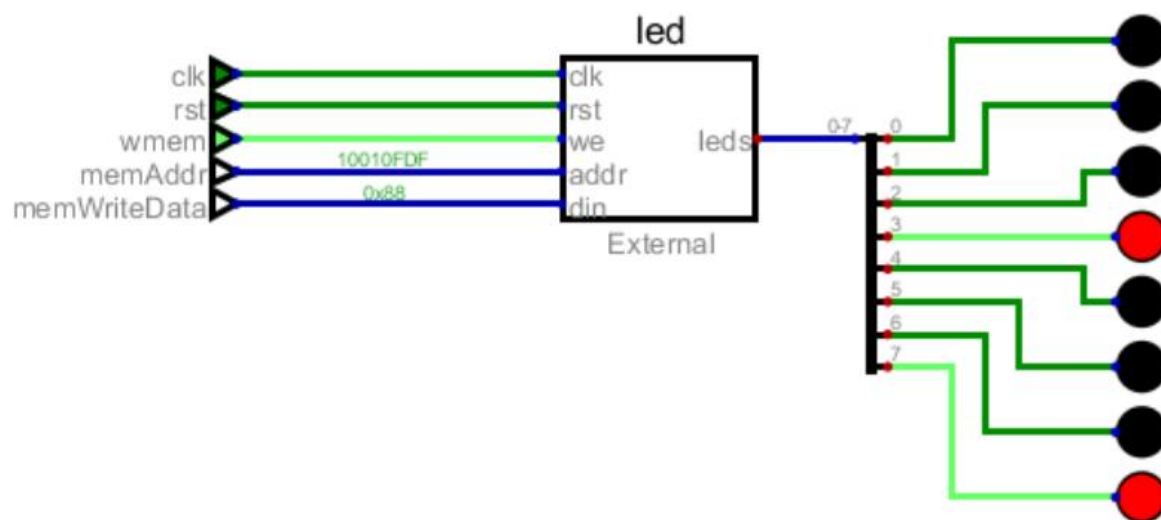 led
clk
rst
wmem
memAddr
memWriteData
10010FDF
0x88
clk
rst
we
addr
din
leds
External
0-7
0
1
2
3
4
5
6
7